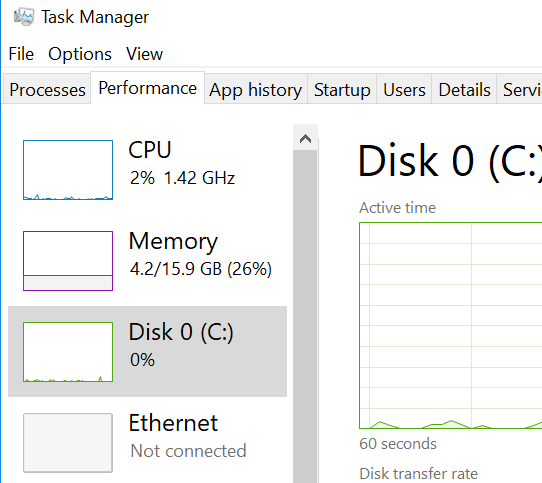 Task Manager
File Options View
Processes Performance App history Startup Users Details
CPU
2% 1.42 GHz
Memory
4.2/15.9 GB (26%)
Disk 0 (C:)
0%
Ethernet
Not connected
Disk 0 (C:)
Active time
60 seconds
Disk transfer rate